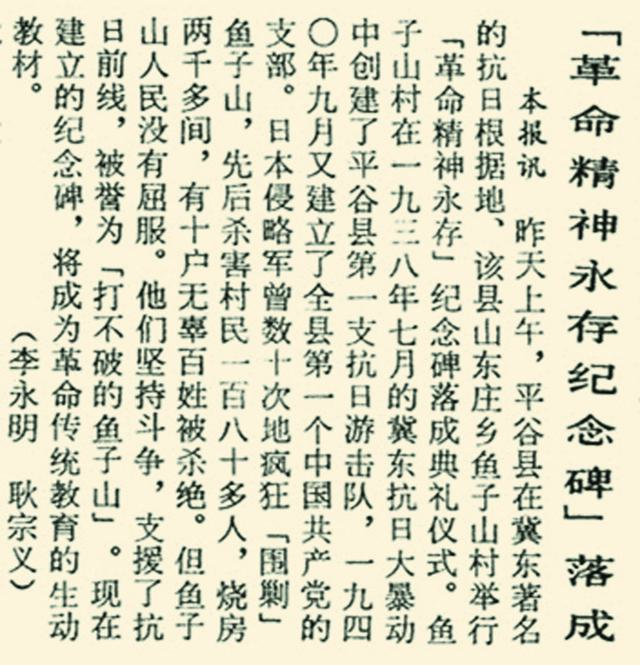 「革命精神永存纪念碑」落成
本报讯　昨天上午，平谷县在冀东著名
的抗日根据地、该县山东庄乡鱼子山村举行
「革命精神永存」纪念碑落成典礼仪式。鱼
子山村在一九三八年七月的冀东抗日大暴动
中创建了平谷县第一支抗日游击队，一九四
〇年九月又建立了全县第一个中国共产党的
支部。日本侵略军曾数十次地疯狂「围剿」
鱼子山，先后杀害村民一百八十多人，烧房
两千多间，有十户无辜百姓被杀绝。但鱼子
山人民没有屈服。他们坚持斗争，支援了抗
日前线，被誉为「打不破的鱼子山」。现在
建立的纪念碑，将成为革命传统教育的生动
教材。　　　　　　（李永明　耿宗义）